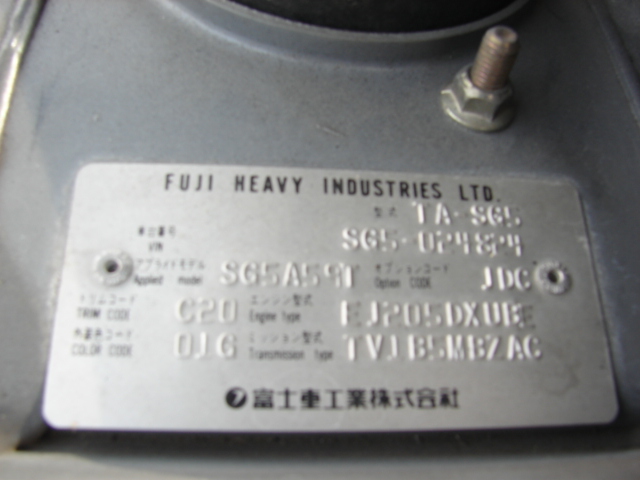 FUJI HEAVY INDUSTRIES LTD.
型式 TA-SG5
車台番号 VIN SG5-024824
アプライドモデル Applied model SG5A59T オプションコード Option CODE JDC
トリムコード TRIM CODE C20 エンジン型式 Engine type EJ205DXUBE
外装色コード COLOR CODE 01G ミッション型式 Transmission type TV1B5MBZAC
富士重工業株式会社